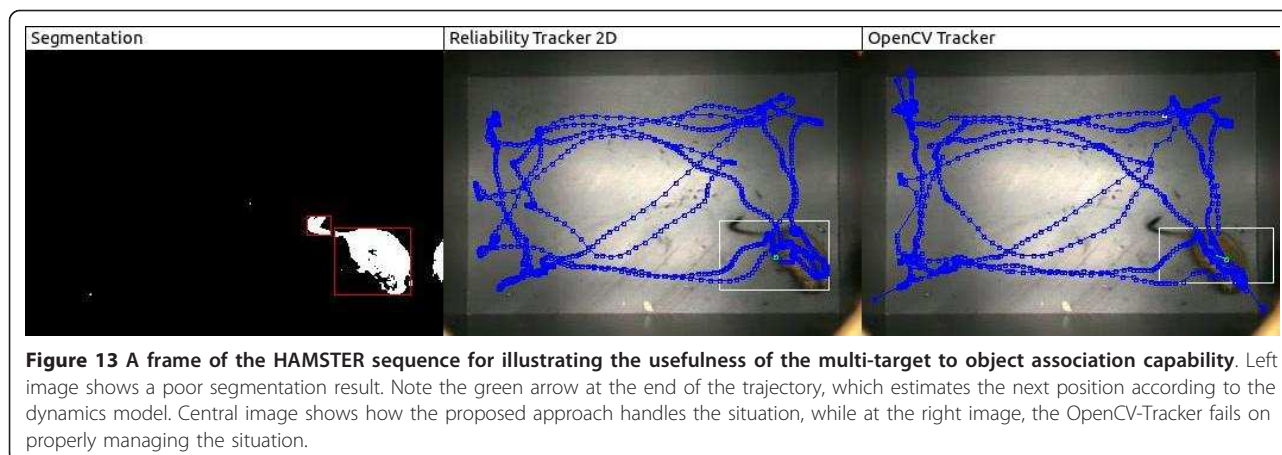 Segmentation
Reliability Tracker 2D
OpenCV Tracker
Figure 13 A frame of the HAMSTER sequence for illustrating the usefulness of the multi-target to object association capability. Left
image shows a poor segmentation result. Note the green arrow at the end of the trajectory, which estimates the next position according to the
dynamics model. Central image shows how the proposed approach handles the situation, while at the right image, the OpenCV-Tracker fails on
properly managing the situation.